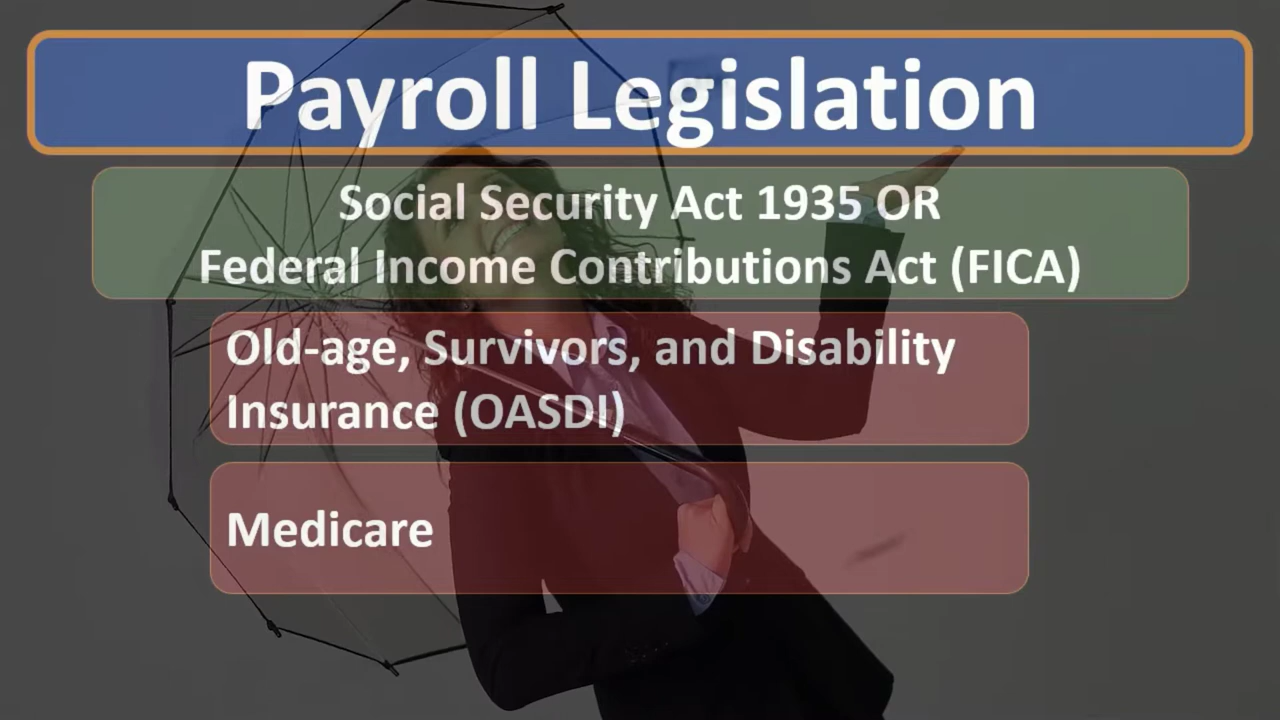 Payroll Legislation
Social Security Act 1935 OR
Federal Income Contributions Act (FICA)
Old-age, Survivors, and Disability
Insurance (OASDI)
Medicare